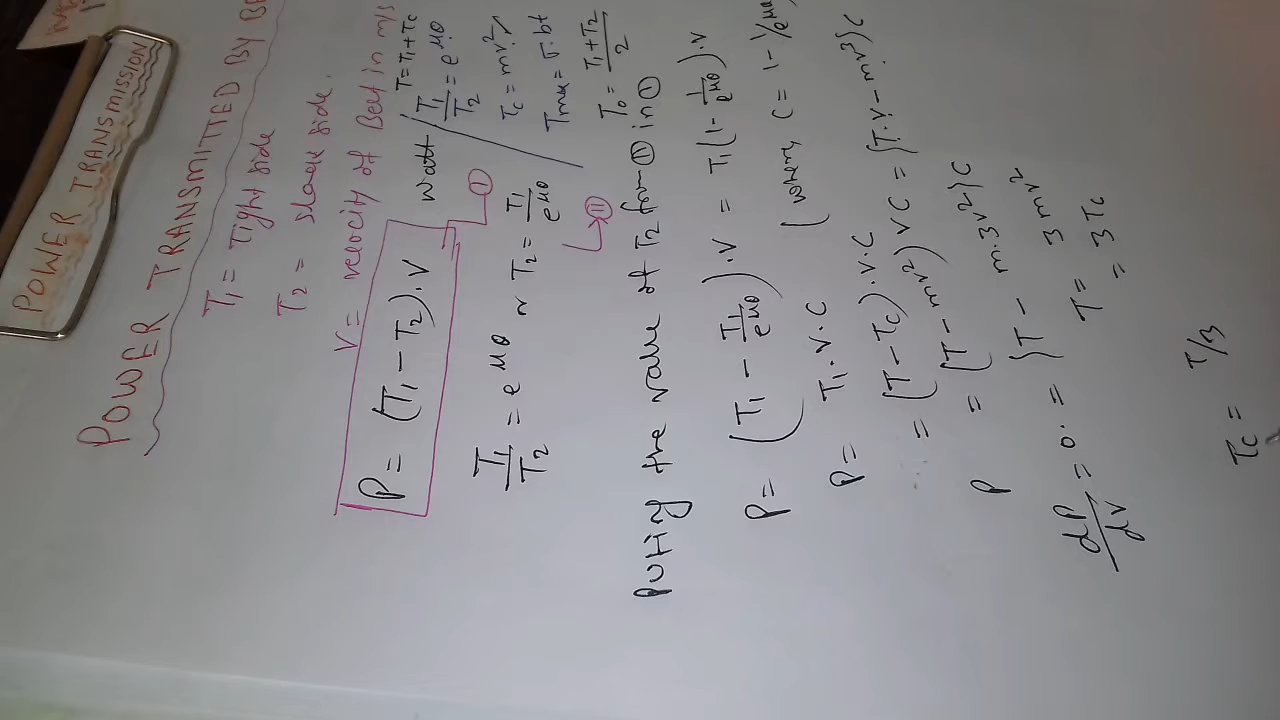 POWER TRANSMISSION
POWER TRANSMITTED BY BE
T1 = Tight side
T2 = slack side.
V = velocity of Belt in m/s
P = (T1 - T2).V watt
T = T1 + Tc
T1/T2 = e^μθ
Tc = mv²
Tmax = σ.bt
T0 = (T1+T2)/2
T1/T2 = e^μθ ~ T2 = T1/e^μθ
Ⅰ
Ⅱ
Putting the value of T2 from Ⅱ in Ⅰ
P = (T1 - T1/e^μθ).V = T1(1 - 1/e^μθ).V
P = T1.V.C (where, C = 1 - 1/e^μθ
= (T - Tc).V.C
= (T - mv²)VC = {T.V - mv³}C
P = (T - m.3v²)C
dP/dV = 0. = }T - 3mv²
T = 3Tc
Tc = T/3